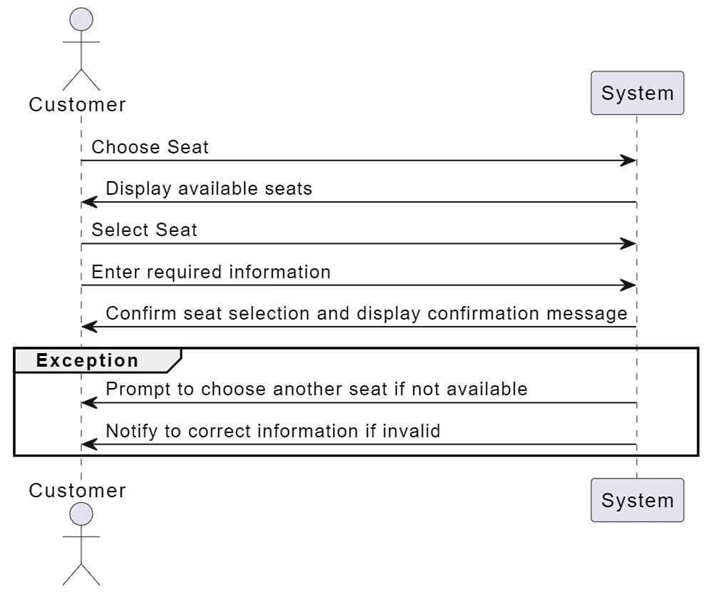 Customer
System
Choose Seat
Display available seats
Select Seat
Enter required information
Confirm seat selection and display confirmation message
Exception
Prompt to choose another seat if not available
Notify to correct information if invalid
Customer
System